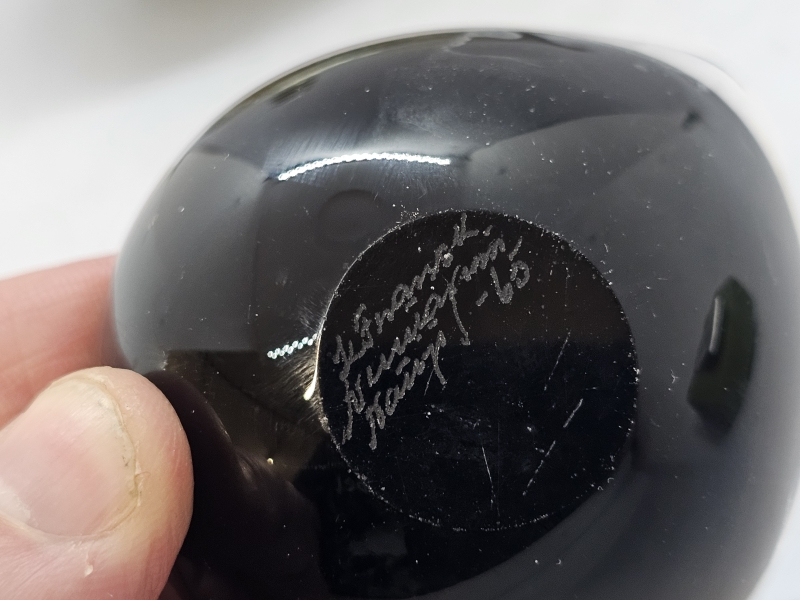 K.Franck.
Nuutajärvi
Notsjö -60